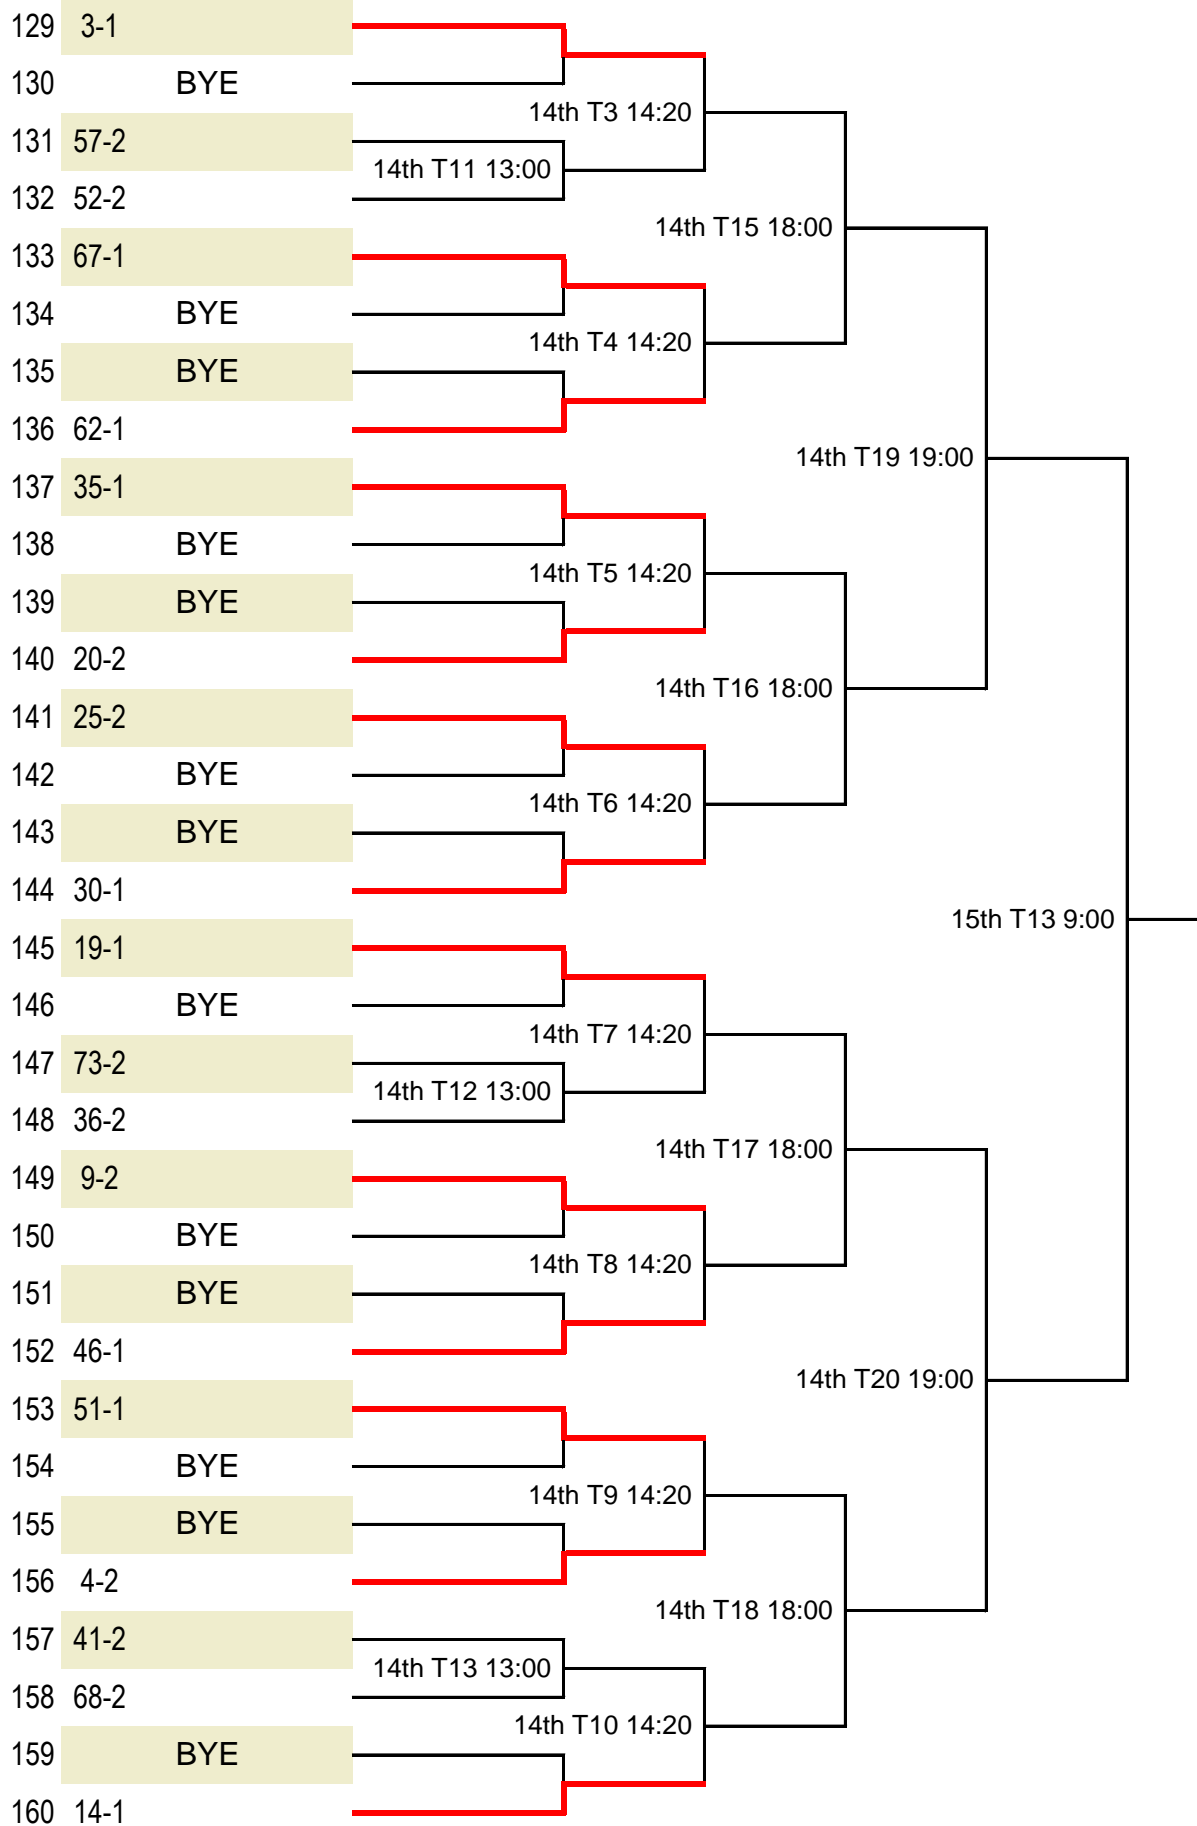 129 3-1
130 BYE
14th T3 14:20
131 57-2
14th T11 13:00
132 52-2
14th T15 18:00
133 67-1
134 BYE
14th T4 14:20
135 BYE
136 62-1
14th T19 19:00
137 35-1
138 BYE
14th T5 14:20
139 BYE
140 20-2
14th T16 18:00
141 25-2
142 BYE
14th T6 14:20
143 BYE
144 30-1
15th T13 9:00
145 19-1
146 BYE
14th T7 14:20
147 73-2
14th T12 13:00
148 36-2
14th T17 18:00
149 9-2
150 BYE
14th T8 14:20
151 BYE
152 46-1
14th T20 19:00
153 51-1
154 BYE
14th T9 14:20
155 BYE
156 4-2
14th T18 18:00
157 41-2
14th T13 13:00
158 68-2
14th T10 14:20
159 BYE
160 14-1